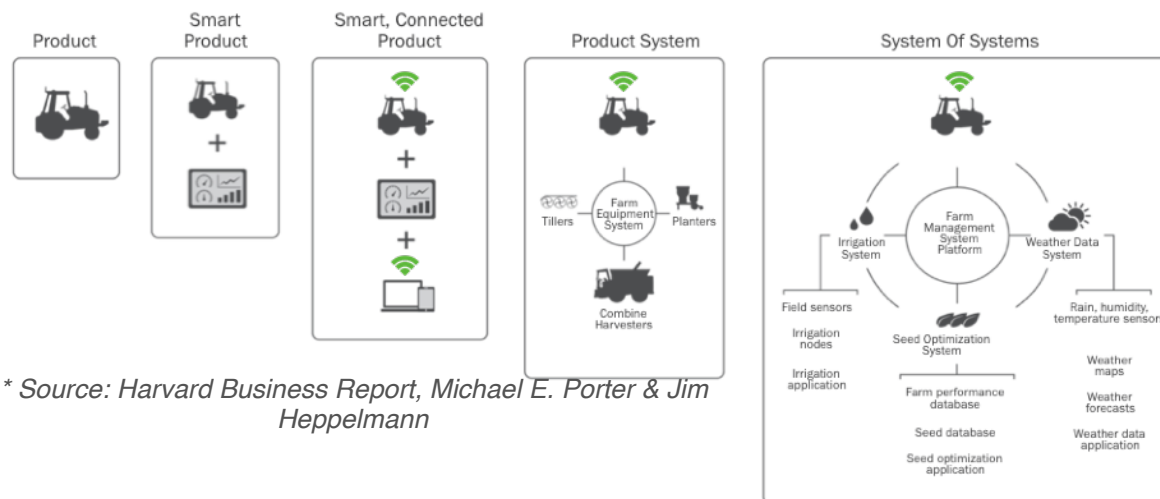 Product
Smart
Product
Smart, Connected
Product
Product System
Tillers
Farm
Equipment
System
Planters
Combine
Harvesters
System Of Systems
Irrigation
System
Farm
Management
System
Platform
Weather Data
System
Field sensors
Irrigation
nodes
Irrigation
application
Seed Optimization
System
Farm performance
database
Seed database
Seed optimization
application
Rain, humidity,
temperature sensors
Weather
maps
Weather
forecasts
Weather data
application
* Source: Harvard Business Report, Michael E. Porter & Jim
Heppelmann